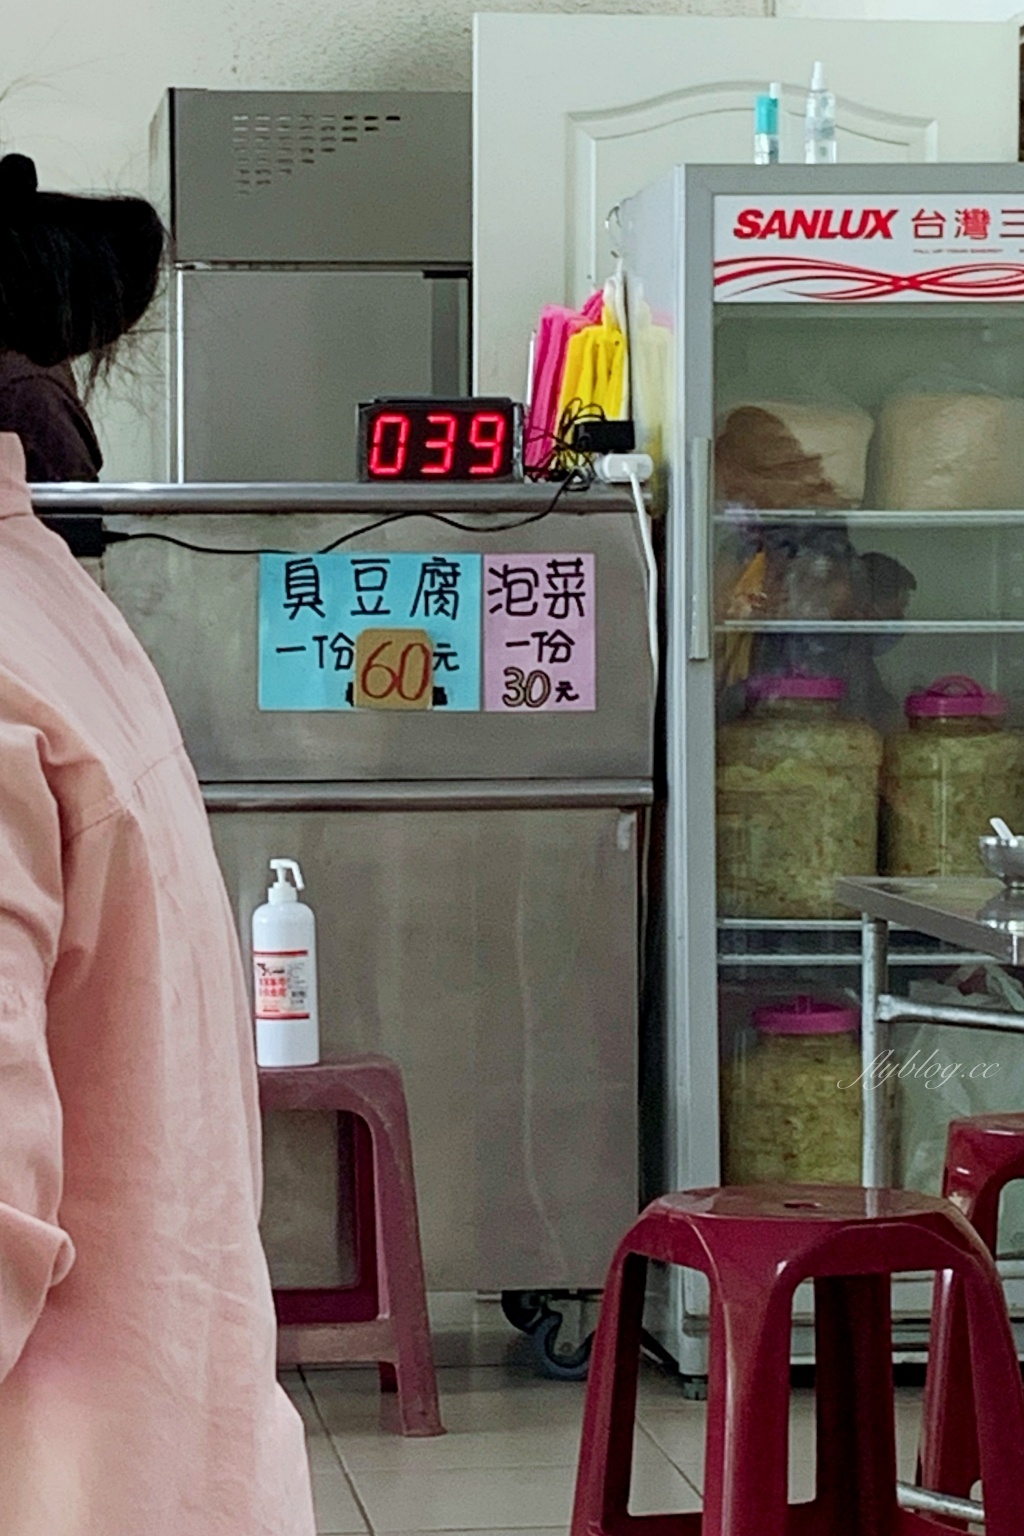 SANLUX 台灣三
039
臭豆腐
一份60元
泡菜
一份
30元
flyblog.cc